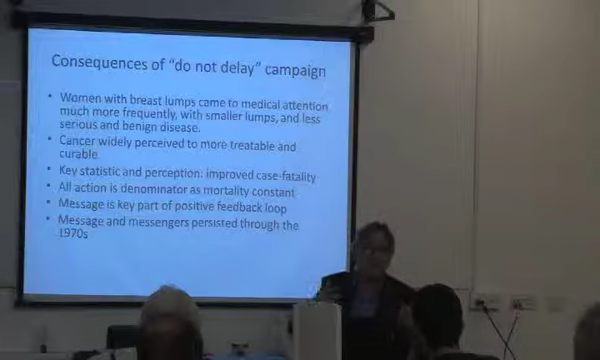 Consequences of “do not delay” campaign
• Women with breast lumps came to medical attention
much more frequently, with smaller lumps, and less
serious and benign disease.
• Cancer widely perceived to more treatable and
curable
• Key statistic and perception: improved case-fatality
• All action is denominator as mortality constant
• Message is key part of positive feedback loop
• Message and messengers persisted through the
1970s